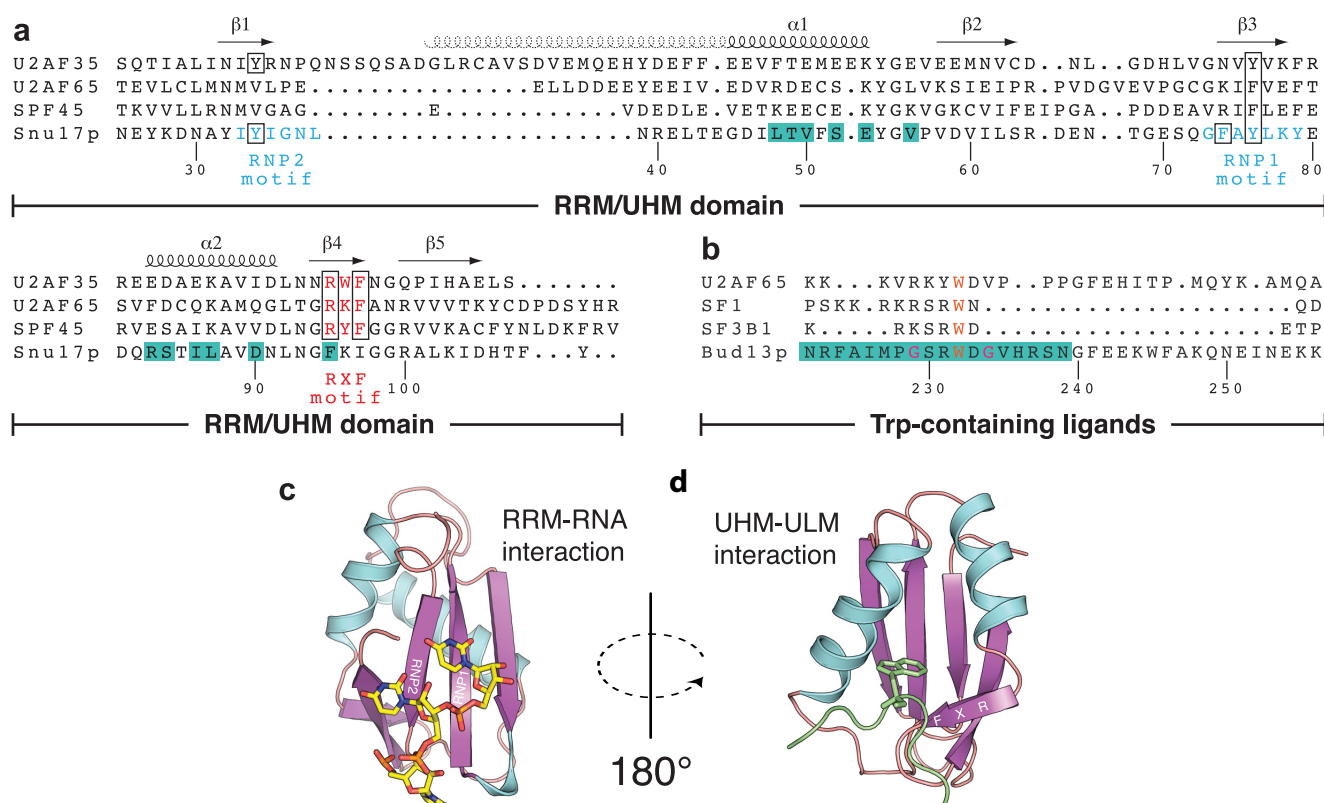 a
β1 α1 β2 β3
U2AF35 SQTIALINIYRNPQNSSQSADGLRCAVSDVEMQEHYDEFF.EEVFTEMEEKYGEVEEMNVCD..NL..GDHLVGNVYVKFR
U2AF65 TEVLCLMNMVLPE...............ELLDDEEYEEIVEDVRDECS.KYGLVKSIEIPR.PVDGVEVPGCGKIFVEFT
SPF45 TKVVLLRNMVGAG.......E............VDEDLEVETKEECE.KYGKVGKCVIFEIPGA.PDDEAVRIFLEFE
Snu17p NEYKDNAYIYIGNL.....................NRELTEGDILTVFS.EYGVPVDVILSR.DEN..TGESQGFAYLKYE
30 40 50 60 70 80
RNP2 motif RNP1 motif
RRM/UHM domain
α2 β4 β5
U2AF35 REEDAEKAVIDLNNRWFNGQPIHAELS.......
U2AF65 SVFDCQKAMQGLTGRKFANRVVVTKYCDPDSYHR
SPF45 RVESAIKAVVDLNGRYFGGRVVKACFYNLDKFRV
Snu17p DQRSTILAVDNLNGFKIGGRALKIDHTF...Y..
90 100
RXF motif
RRM/UHM domain
b
U2AF65 KK...KVRKYWDVP..PPGFEHITP.MQYK.AMQA
SF1 PSKK.RKRSRWN.....................QD
SF3B1 K.....RKSRWD....................ETP
Bud13p NRFAIMPGSRWDGVHRSNGFEEKWFAKQNEINEKK
230 240 250
Trp-containing ligands
c
RRM-RNA
interaction
RNP2
RNP1
180°
d
UHM-ULM
interaction
F X R